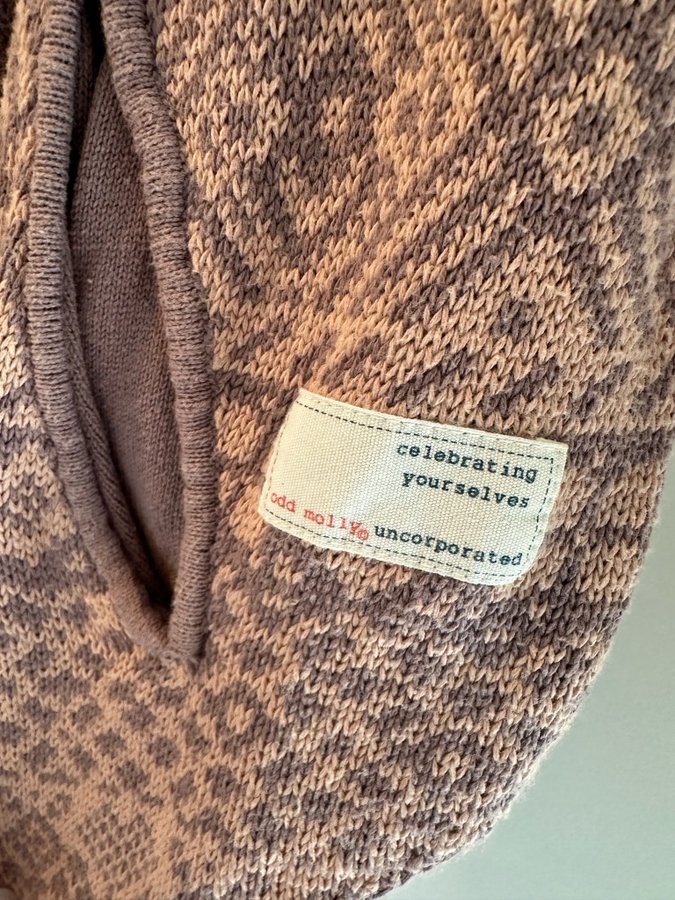 celebrating
yourselves
odd molly© uncorporated